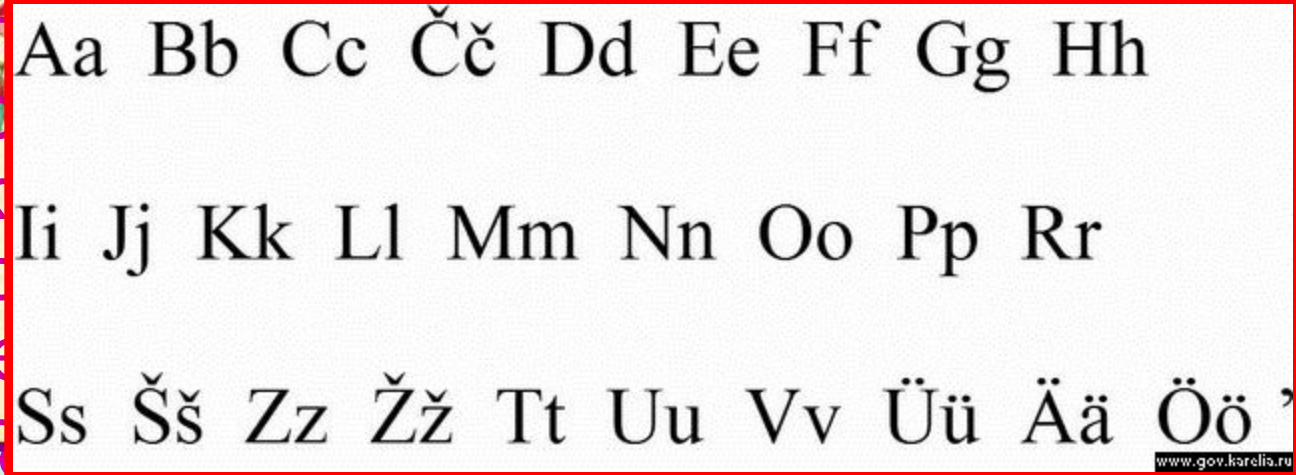 Aa Bb Cc Čč Dd Ee Ff Gg Hh
Ii Jj Kk Ll Mm Nn Oo Pp Rr
Ss Šš Zz Žž Tt Uu Vv Üü Ää Öö ’
www.gov.karelia.ru